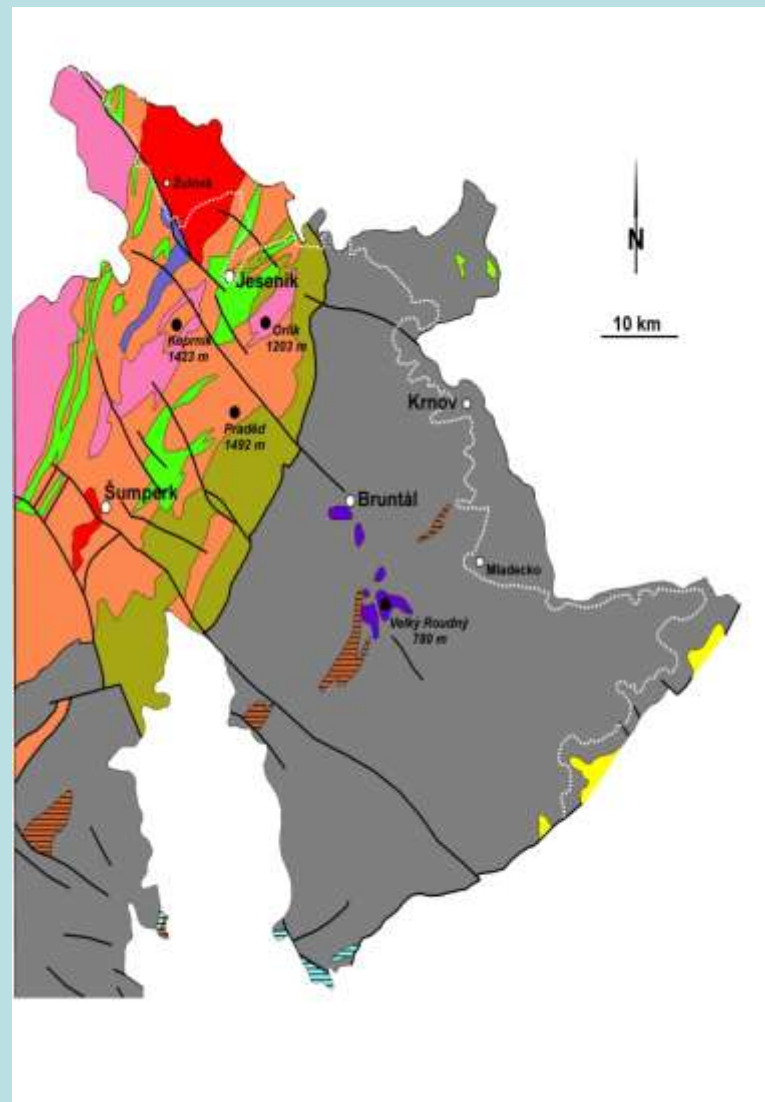 Žulová
N
Jeseník
10 km
Keprník
1423 m
Orlík
1203 m
Krnov
Praděd
1492 m
Šumperk
Bruntál
Mladecko
Velký Roudný
780 m